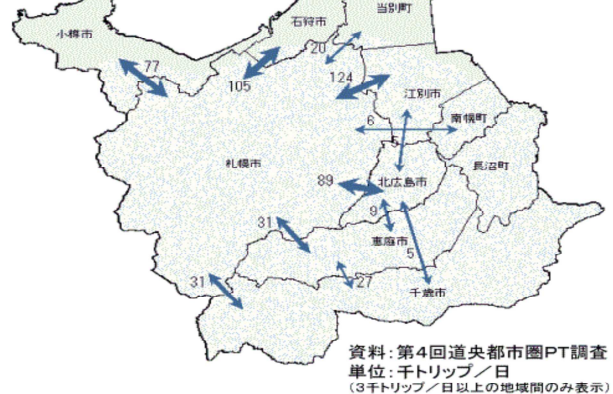 当別町
石狩市
小樽市
20
77
105
124
江別市
南幌町
6
5
長沼町
札幌市
89
北広島市
9
31
恵庭市
5
27
31
千歳市
資料:第4回道央都市圏PT調査
単位:千トリップ/日
(3千トリップ/日以上の地域間のみ表示)